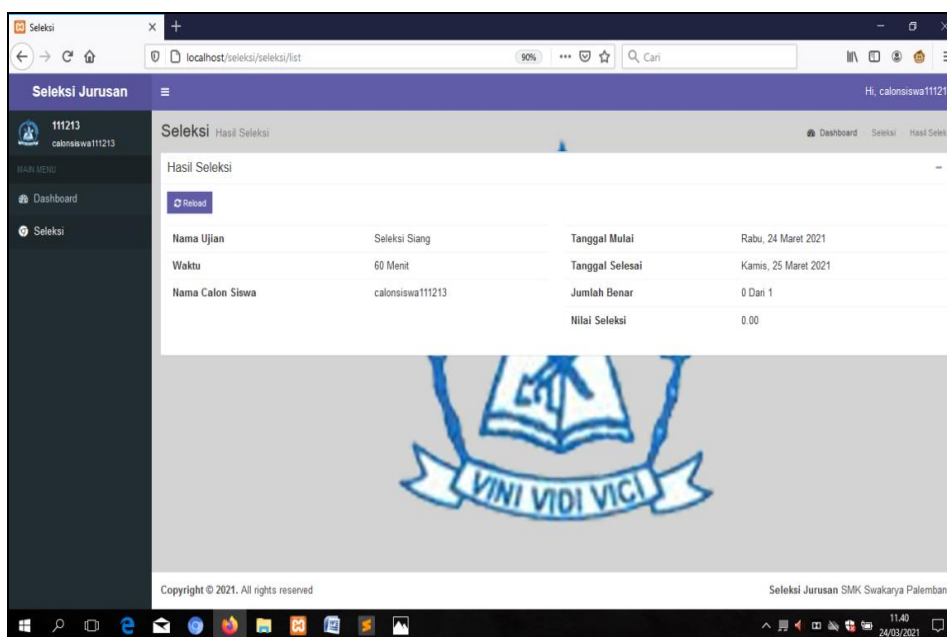 Seleksi
localhost/seleksi/seleksi/list
90%
Cari
Seleksi Jurusan
Hi, calonsiswa11121
111213
calonsiswa111213
MAIN MENU
Dashboard
Seleksi
Seleksi Hasil Seleksi
Dashboard Seleksi Hasil Selek
Hasil Seleksi
Reload
Nama Ujian Seleksi Siang Tanggal Mulai Rabu, 24 Maret 2021
Waktu 60 Menit Tanggal Selesai Kamis, 25 Maret 2021
Nama Calon Siswa calonsiswa111213 Jumlah Benar 0 Dari 1
Nilai Seleksi 0.00
VINI VIDI VICI
Copyright © 2021. All rights reserved
Seleksi Jurusan SMK Swakarya Palemban
11.40
24/03/2021